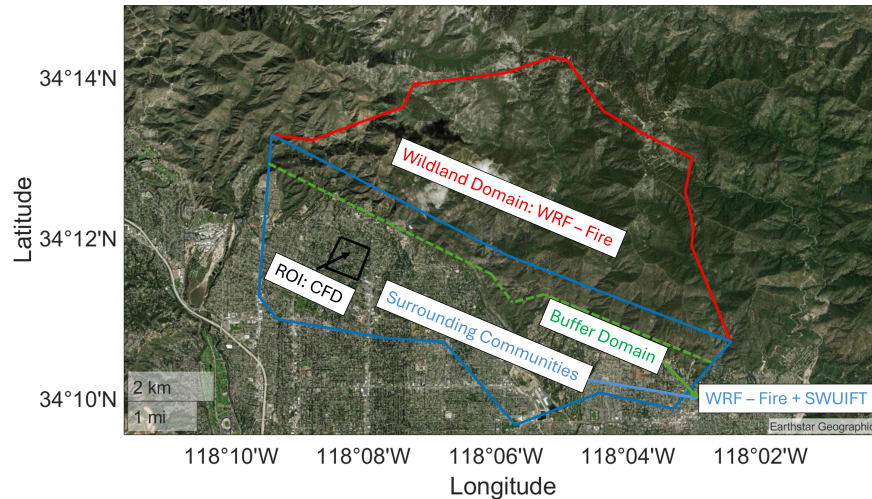 34°14'N
34°12'N
34°10'N
Latitude
Wildland Domain: WRF – Fire
ROI: CFD
Surrounding Communities
Buffer Domain
WRF – Fire + SWUIFT
2 km
1 mi
Earthstar Geographic
118°10'W
118°08'W
118°06'W
118°04'W
118°02'W
Longitude